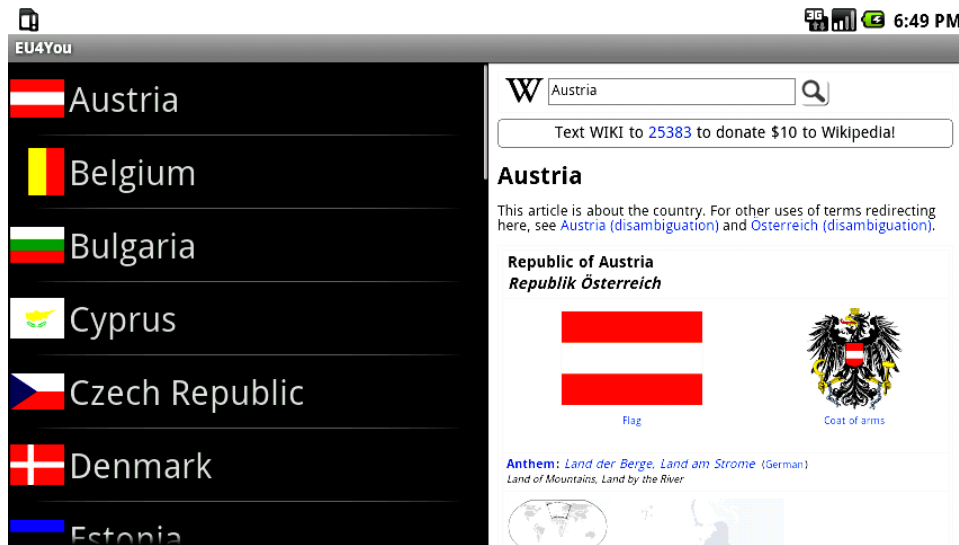 3G
6:49 PM
EU4You
Austria
Belgium
Bulgaria
Cyprus
Czech Republic
Denmark
Estonia
W Austria
Text WIKI to 25383 to donate $10 to Wikipedia!
Austria
This article is about the country. For other uses of terms redirecting
here, see Austria (disambiguation) and Österreich (disambiguation).
Republic of Austria
Republik Österreich
Flag
Coat of arms
Anthem: Land der Berge, Land am Strome (German)
Land of Mountains, Land by the River